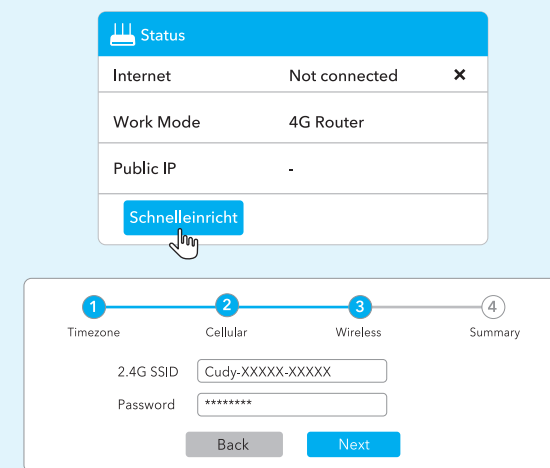 Status
Internet Not connected ×
Work Mode 4G Router
Public IP -
Schnelleinricht
1 2 3 4
Timezone Cellular Wireless Summary
2.4G SSID Cudy-XXXXX-XXXXX
Password ********
Back Next